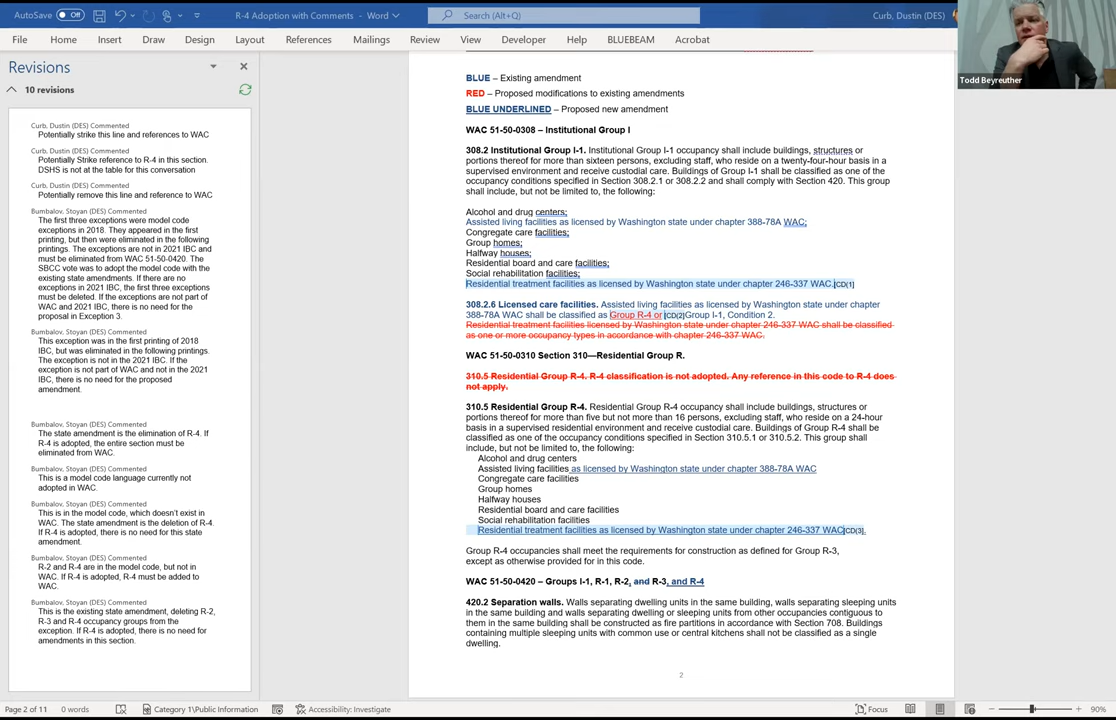 AutoSave Off R-4 Adoption with Comments - Word Search (Alt+Q) Curb, Dustin (DES)
File Home Insert Draw Design Layout References Mailings Review View Developer Help BLUEBEAM Acrobat
Todd Beyreuther
Revisions
10 revisions
Curb, Dustin (DES) Commented
Potentially strike this line and references to WAC
Curb, Dustin (DES) Commented
Potentially Strike reference to R-4 in this section.
DSHS is not at the table for this conversation
Curb, Dustin (DES) Commented
Potentially remove this line and reference to WAC
Bumbalov, Stoyan (DES) Commented
The first three exceptions were model code
exceptions in 2018. They appeared in the first
printing, but then were eliminated in the following
printings. The exceptions are not in 2021 IBC and
must be eliminated from WAC 51-50-0420. The
SBCC vote was to adopt the model code with the
existing state amendments. If there are no
exceptions in 2021 IBC, the first three exceptions
must be deleted. If the exceptions are not part of
WAC and 2021 IBC, there is no need for the
proposal in Exception 3.
Bumbalov, Stoyan (DES) Commented
This exception was in the first printing of 2018
IBC, but was eliminated in the following printings.
The exception is not in the 2021 IBC. If the
exception is not part of WAC and not in the 2021
IBC, there is no need for the proposed
amendment.
Bumbalov, Stoyan (DES) Commented
The state amendment is the elimination of R-4. If
R-4 is adopted, the entire section must be
eliminated from WAC.
Bumbalov, Stoyan (DES) Commented
This is a model code language currently not
adopted in WAC.
Bumbalov, Stoyan (DES) Commented
This is in the model code, which doesn't exist in
WAC. The state amendment is the deletion of R-4.
If R-4 is adopted, there is no need for this state
amendment.
Bumbalov, Stoyan (DES) Commented
R-2 and R-4 are in the model code, but not in
WAC. If R-4 is adopted, R-4 must be added to
WAC.
Bumbalov, Stoyan (DES) Commented
This is the existing state amendment, deleting R-2,
R-3 and R-4 occupancy groups from the
exception. If R-4 is adopted, there is no need for
amendments in this section.
BLUE – Existing amendment
RED – Proposed modifications to existing amendments
BLUE UNDERLINED – Proposed new amendment
WAC 51-50-0308 – Institutional Group I
308.2 Institutional Group I-1. Institutional Group I-1 occupancy shall include buildings, structures or
portions thereof for more than sixteen persons, excluding staff, who reside on a twenty-four-hour basis in a
supervised environment and receive custodial care. Buildings of Group I-1 shall be classified as one of the
occupancy conditions specified in Section 308.2.1 or 308.2.2 and shall comply with Section 420. This group
shall include, but not be limited to, the following:
Alcohol and drug centers;
Assisted living facilities as licensed by Washington state under chapter 388-78A WAC;
Congregate care facilities;
Group homes;
Halfway houses;
Residential board and care facilities;
Social rehabilitation facilities;
Residential treatment facilities as licensed by Washington state under chapter 246-337 WAC.[CD(1]
308.2.6 Licensed care facilities. Assisted living facilities as licensed by Washington state under chapter
388-78A WAC shall be classified as Group R-4 or [CD(2]Group I-1, Condition 2.
Residential treatment facilities licensed by Washington state under chapter 246-337 WAC shall be classified
as one or more occupancy types in accordance with chapter 246-337 WAC.
WAC 51-50-0310 Section 310—Residential Group R.
310.5 Residential Group R-4. R-4 classification is not adopted. Any reference in this code to R-4 does
not apply.
310.5 Residential Group R-4. Residential Group R-4 occupancy shall include buildings, structures or
portions thereof for more than five but not more than 16 persons, excluding staff, who reside on a 24-hour
basis in a supervised residential environment and receive custodial care. Buildings of Group R-4 shall be
classified as one of the occupancy conditions specified in Section 310.5.1 or 310.5.2. This group shall
include, but not be limited to, the following:
Alcohol and drug centers
Assisted living facilities as licensed by Washington state under chapter 388-78A WAC
Congregate care facilities
Group homes
Halfway houses
Residential board and care facilities
Social rehabilitation facilities
Residential treatment facilities as licensed by Washington state under chapter 246-337 WAC[CD(3].
Group R-4 occupancies shall meet the requirements for construction as defined for Group R-3,
except as otherwise provided for in this code.
WAC 51-50-0420 – Groups I-1, R-1, R-2, and R-3, and R-4
420.2 Separation walls. Walls separating dwelling units in the same building, walls separating sleeping units
in the same building and walls separating dwelling or sleeping units from other occupancies contiguous to
them in the same building shall be constructed as fire partitions in accordance with Section 708. Buildings
containing multiple sleeping units with common use or central kitchens shall not be classified as a single
dwelling.
2
Page 2 of 11 0 words Category 1\Public Information Accessibility: Investigate Focus 90%